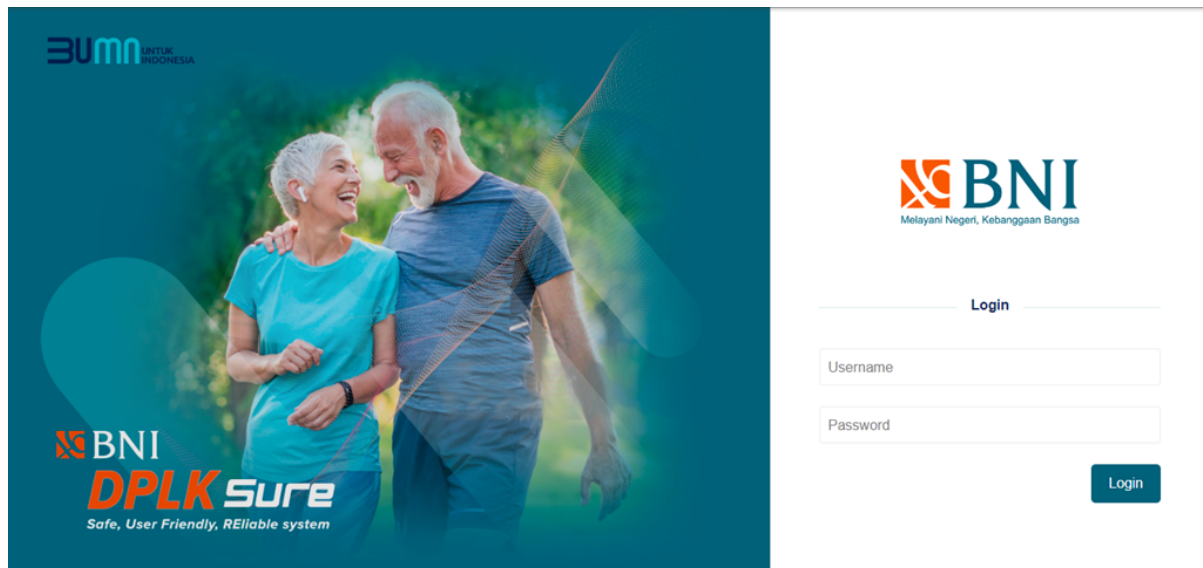 BUMN UNTUK
INDONESIA
BNI
DPLK Sure
Safe, User Friendly, REliable system
BNI
Melayani Negeri, Kebanggaan Bangsa
Login
Username
Password
Login